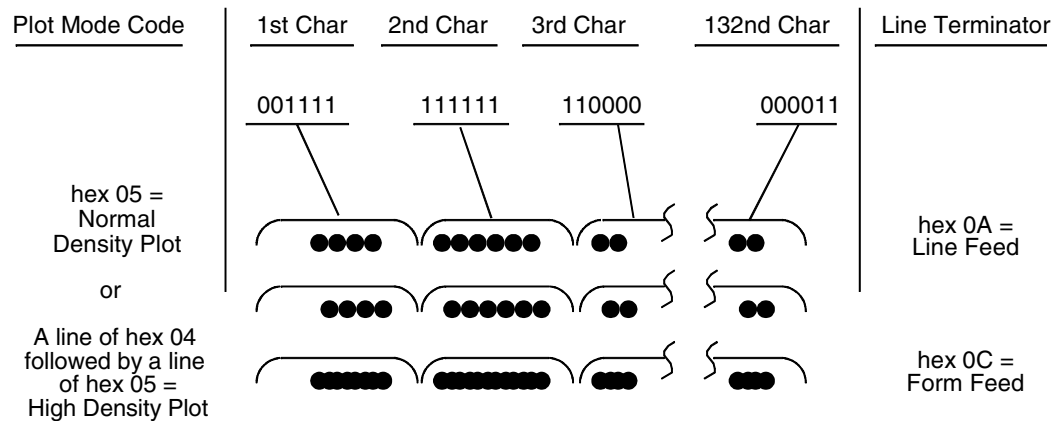 Plot Mode Code 1st Char 2nd Char 3rd Char 132nd Char Line Terminator
001111 111111 110000 000011
hex 05 =
Normal
Density Plot
or
A line of hex 04
followed by a line
of hex 05 =
High Density Plot
hex 0A =
Line Feed
hex 0C =
Form Feed